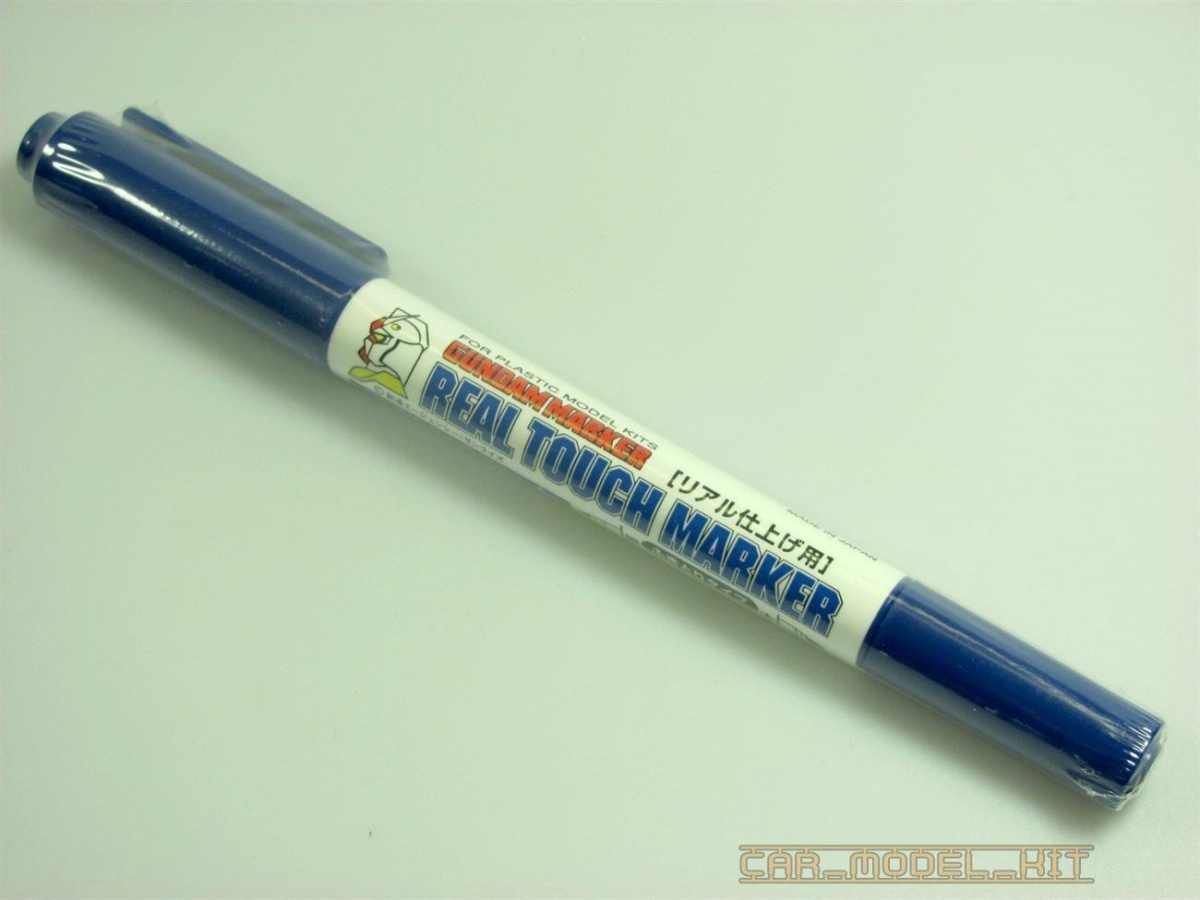 FOR PLASTIC MODEL KITS
GUNDAM MARKER
REAL TOUCH MARKER
[リアル仕上げ用]
MADE IN JAPAN
CAR_MODEL_KIT